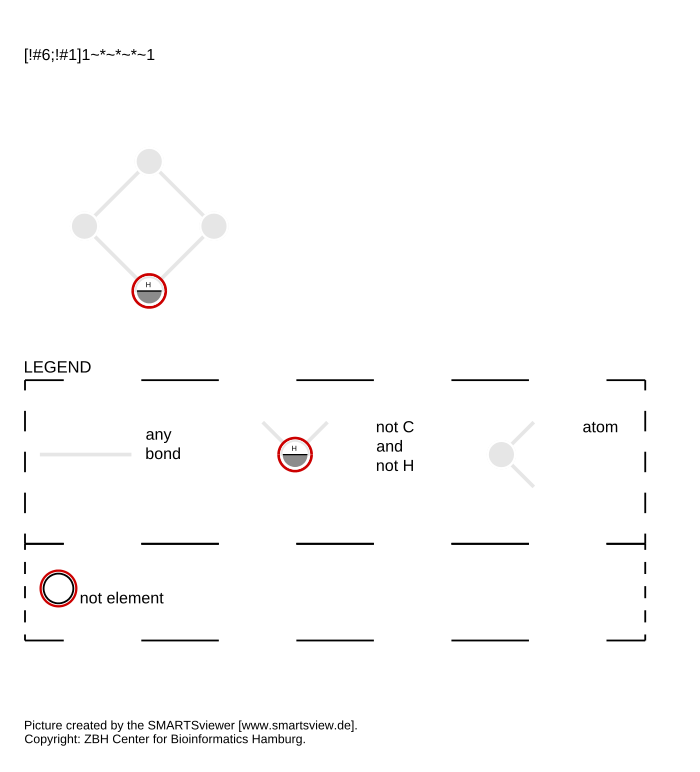 [!#6;!#1]1~*~*~*~1
H
LEGEND
any
bond
H
not C
and
not H
atom
not element
Picture created by the SMARTSviewer [www.smartsview.de].
Copyright: ZBH Center for Bioinformatics Hamburg.